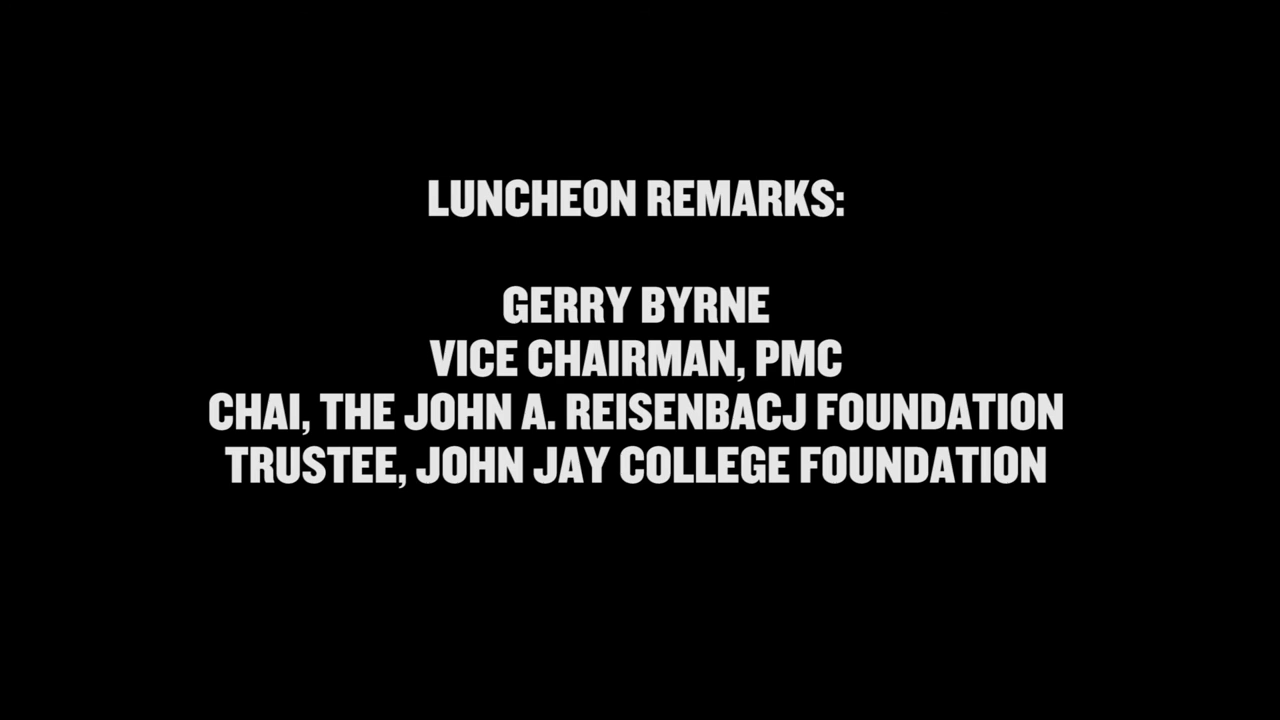 LUNCHEON REMARKS:
GERRY BYRNE
VICE CHAIRMAN, PMC
CHAI, THE JOHN A. REISENBACJ FOUNDATION
TRUSTEE, JOHN JAY COLLEGE FOUNDATION